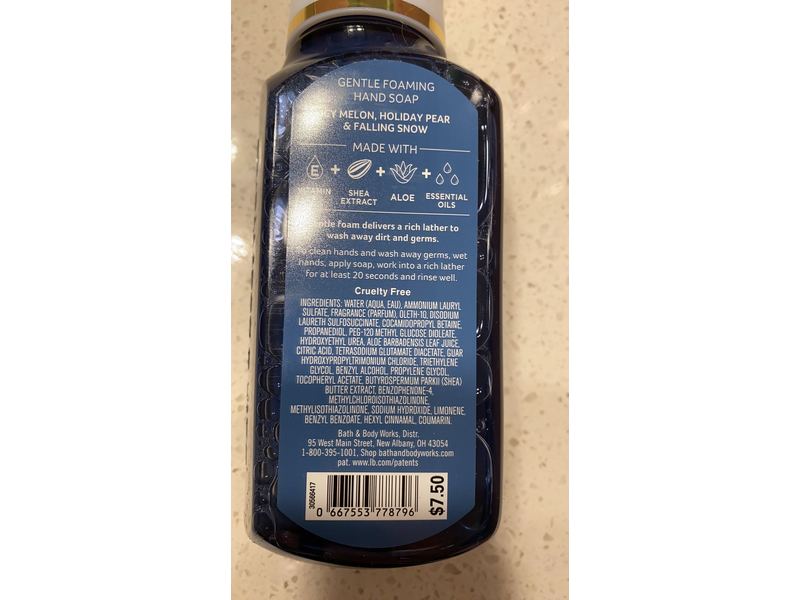 GENTLE FOAMING
HAND SOAP
MELON, HOLIDAY PEAR
& FALLING SNOW
MADE WITH
E + + +
VITAMIN SHEA EXTRACT ALOE ESSENTIAL OILS
foam delivers a rich lather to
wash away dirt and germs.
clean hands and wash away germs, wet
hands, apply soap, work into a rich lather
for at least 20 seconds and rinse well.
Cruelty Free
INGREDIENTS: WATER (AQUA, EAU), AMMONIUM LAURYL
SULFATE, FRAGRANCE (PARFUM), OLETH-10, DISODIUM
LAURETH SULFOSUCCINATE, COCAMIDOPROPYL BETAINE,
PROPANEDIOL, PEG-120 METHYL GLUCOSE DIOLEATE,
HYDROXYETHYL UREA, ALOE BARBADENSIS LEAF JUICE,
CITRIC ACID, TETRASODIUM GLUTAMATE DIACETATE, GUAR
HYDROXYPROPYLTRIMONIUM CHLORIDE, TRIETHYLENE
GLYCOL, BENZYL ALCOHOL, PROPYLENE GLYCOL,
TOCOPHERYL ACETATE, BUTYROSPERMUM PARKII (SHEA)
BUTTER EXTRACT, BENZOPHENONE-4,
METHYLCHLOROISOTHIAZOLINONE,
METHYLISOTHIAZOLINONE, SODIUM HYDROXIDE, LIMONENE,
BENZYL BENZOATE, HEXYL CINNAMAL, COUMARIN.
Bath & Body Works, Distr.
95 West Main Street, New Albany, OH 43054
1-800-395-1001, Shop bathandbodyworks.com
pat. www.lb.com/patents
30566417
0 667553 778796
$7.50